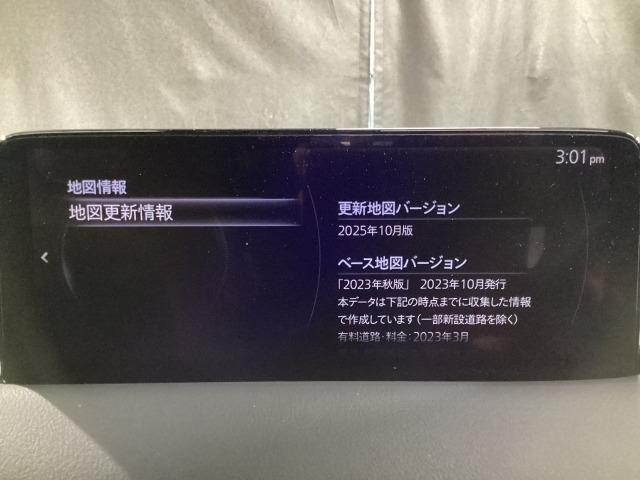 3:01 pm
地図情報
地図更新情報
更新地図バージョン
2025年10月版
ベース地図バージョン
「2023年秋版」 2023年10月発行
本データは下記の時点までに収集した情報
で作成しています(一部新設道路を除く)
有料道路・料金:2023年3月